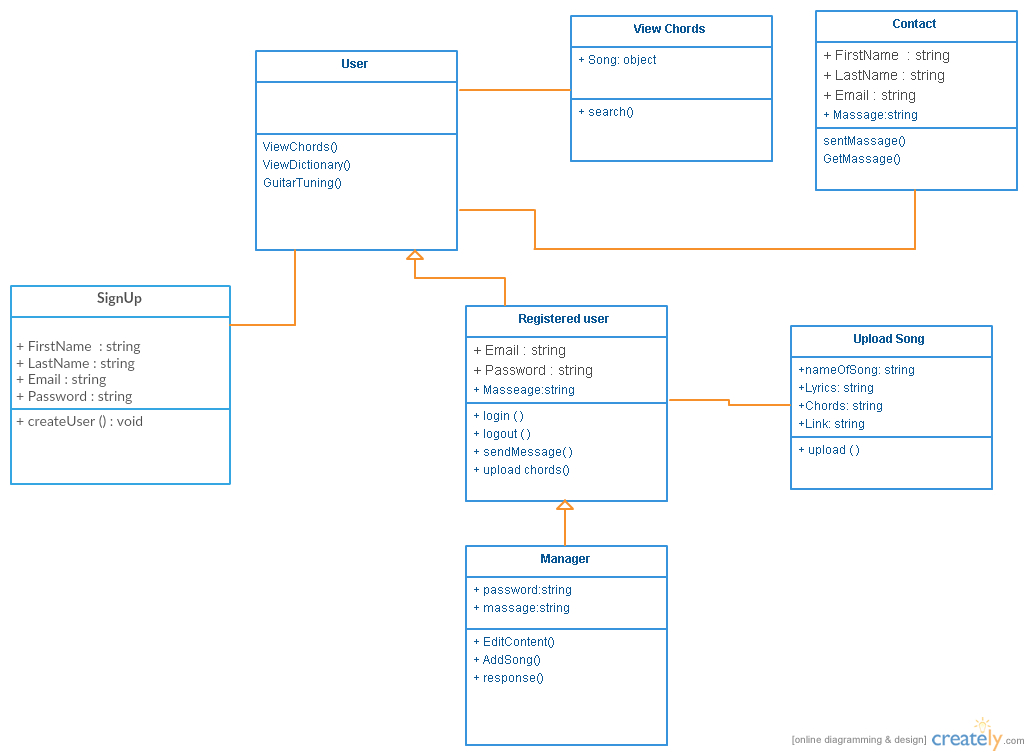 View Chords
+ Song: object
+ search()
Contact
+ FirstName : string
+ LastName : string
+ Email : string
+ Massage:string
sentMassage()
GetMassage()
User
ViewChords()
ViewDictionary()
GuitarTuning()
SignUp
+ FirstName : string
+ LastName : string
+ Email : string
+ Password : string
+ createUser () : void
Registered user
+ Email : string
+ Password : string
+ Masseage:string
+ login ( )
+ logout ( )
+ sendMessage( )
+ upload chords()
Upload Song
+nameOfSong: string
+Lyrics: string
+Chords: string
+Link: string
+ upload ( )
Manager
+ password:string
+ massage:string
+ EditContent()
+ AddSong()
+ response()
[online diagramming & design] creately.com